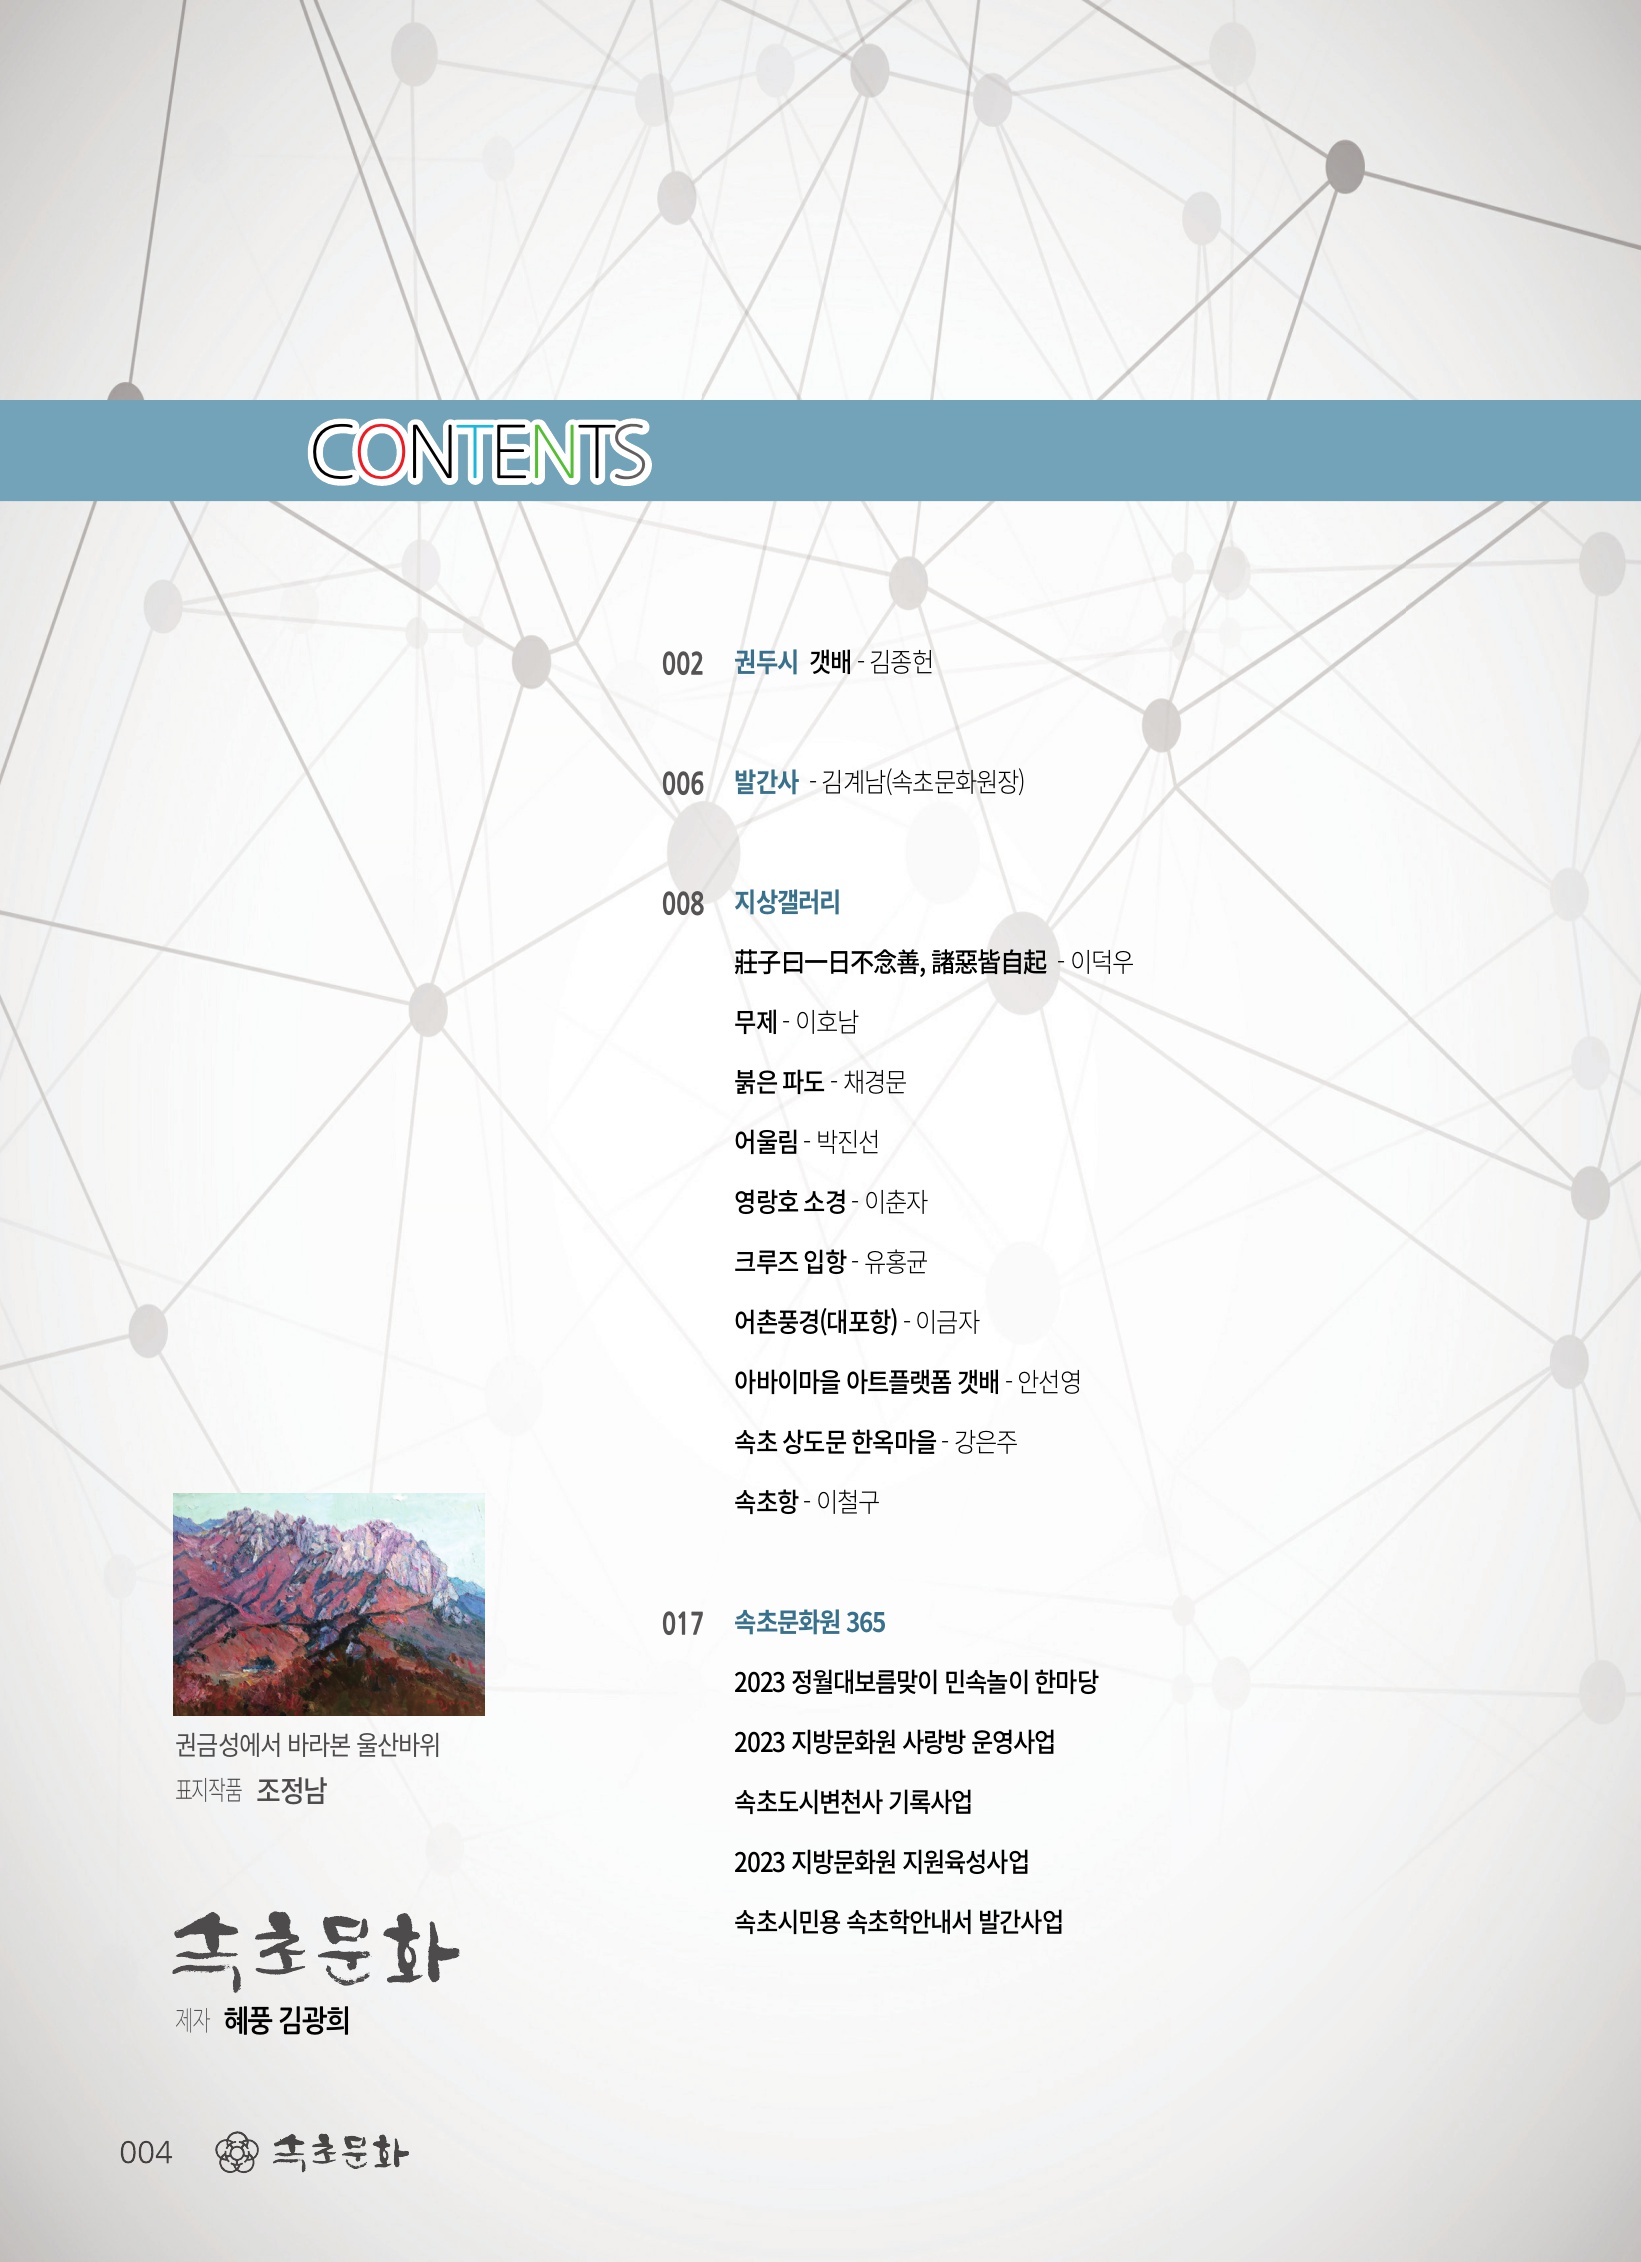 CONTENTS
002 권두시 갯배 - 김종헌
006 발간사 - 김계남(속초문화원장)
008 지상갤러리
莊子曰一日不念善, 諸惡皆自起 - 이덕우
무제 - 이호남
붉은 파도 - 채경문
어울림 - 박진선
영랑호 소경 - 이춘자
크루즈 입항 - 유홍균
어촌풍경(대포항) - 이금자
아바이마을 아트플랫폼 갯배 - 안선영
속초 상도문 한옥마을 - 강은주
속초항 - 이철구
017 속초문화원 365
2023 정월대보름맞이 민속놀이 한마당
2023 지방문화원 사랑방 운영사업
속초도시변천사 기록사업
2023 지방문화원 지원육성사업
속초시민용 속초학안내서 발간사업
권금성에서 바라본 울산바위
표지작품 조정남
속초문화
제자 혜풍 김광희
004 속초문화